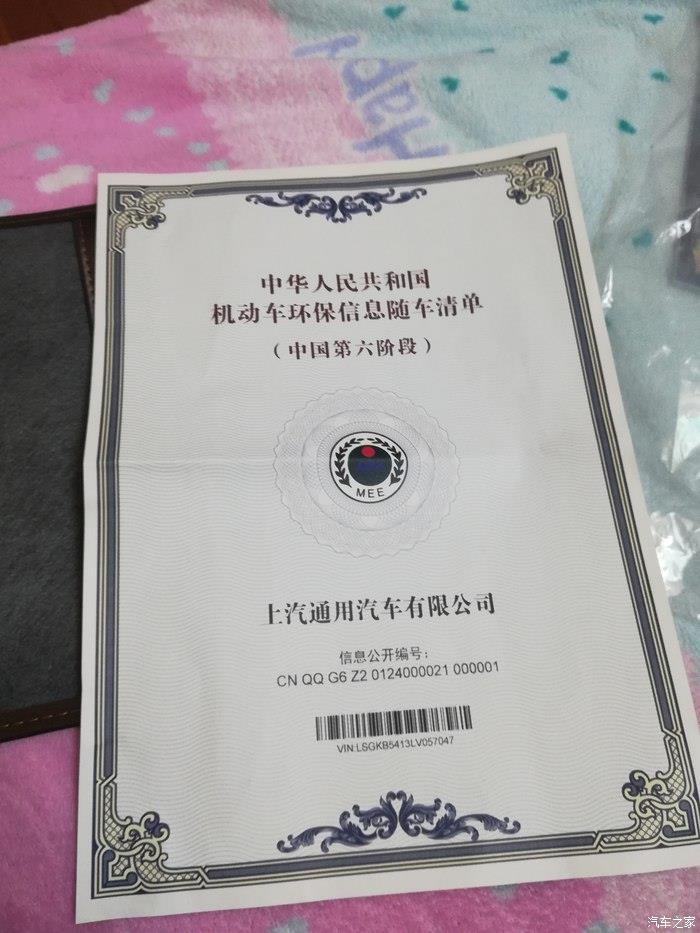 Happy
中华人民共和国
机动车环保信息随车清单
（中国第六阶段）
MEE
上汽通用汽车有限公司
信息公开编号：
CN QQ G6 Z2 0124000021 000001
VIN:LSGKB5413LV057047
汽车之家